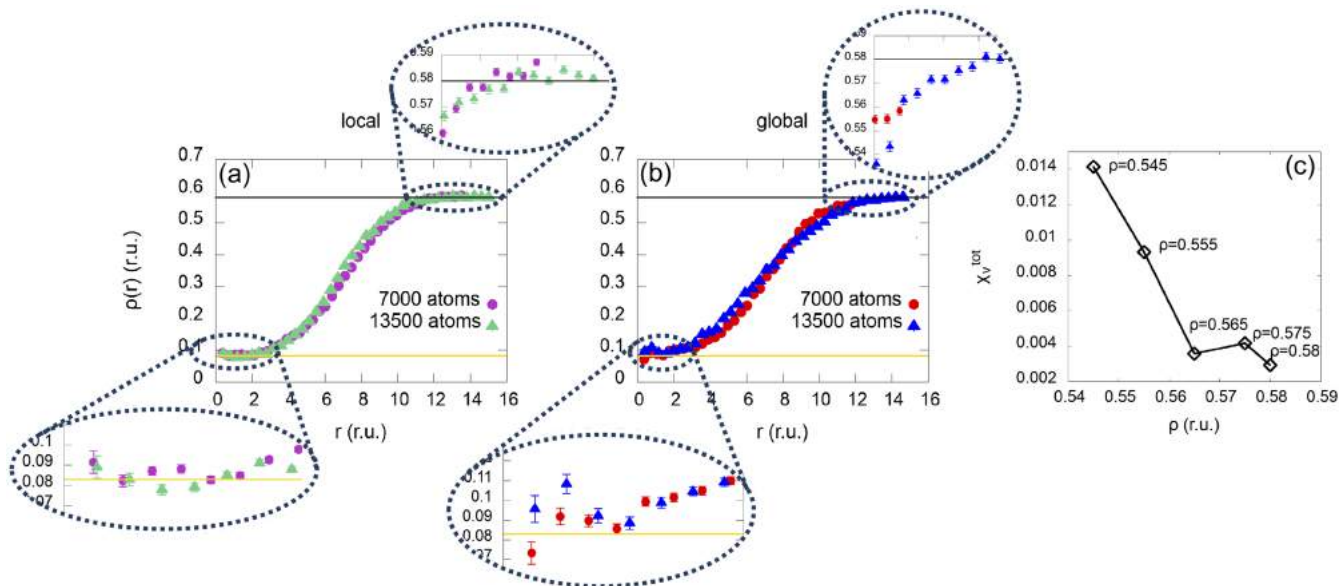 0.59
0.58
0.57
0.56
local
(a)
0.7
0.6
0.5
0.4
0.3
0.2
0.1
0
ρ(r) (r.u.)
7000 atoms
13500 atoms
0 2 4 6 8 10 12 14 16
r (r.u.)
0.1
0.09
0.08
.07
.59
0.58
0.57
0.56
0.55
0.54
global
(b)
0.7
0.6
0.5
0.4
0.3
0.2
0.1
0
7000 atoms
13500 atoms
0 2 4 6 8 10 12 14 16
r (r.u.)
0.11
0.1
0.09
0.08
0.07
(c)
0.014
0.012
0.01
0.008
0.006
0.004
0.002
χᵥᵗᵒᵗ
ρ=0.545
ρ=0.555
ρ=0.565
ρ=0.575
ρ=0.58
0.54 0.55 0.56 0.57 0.58 0.59
ρ (r.u.)